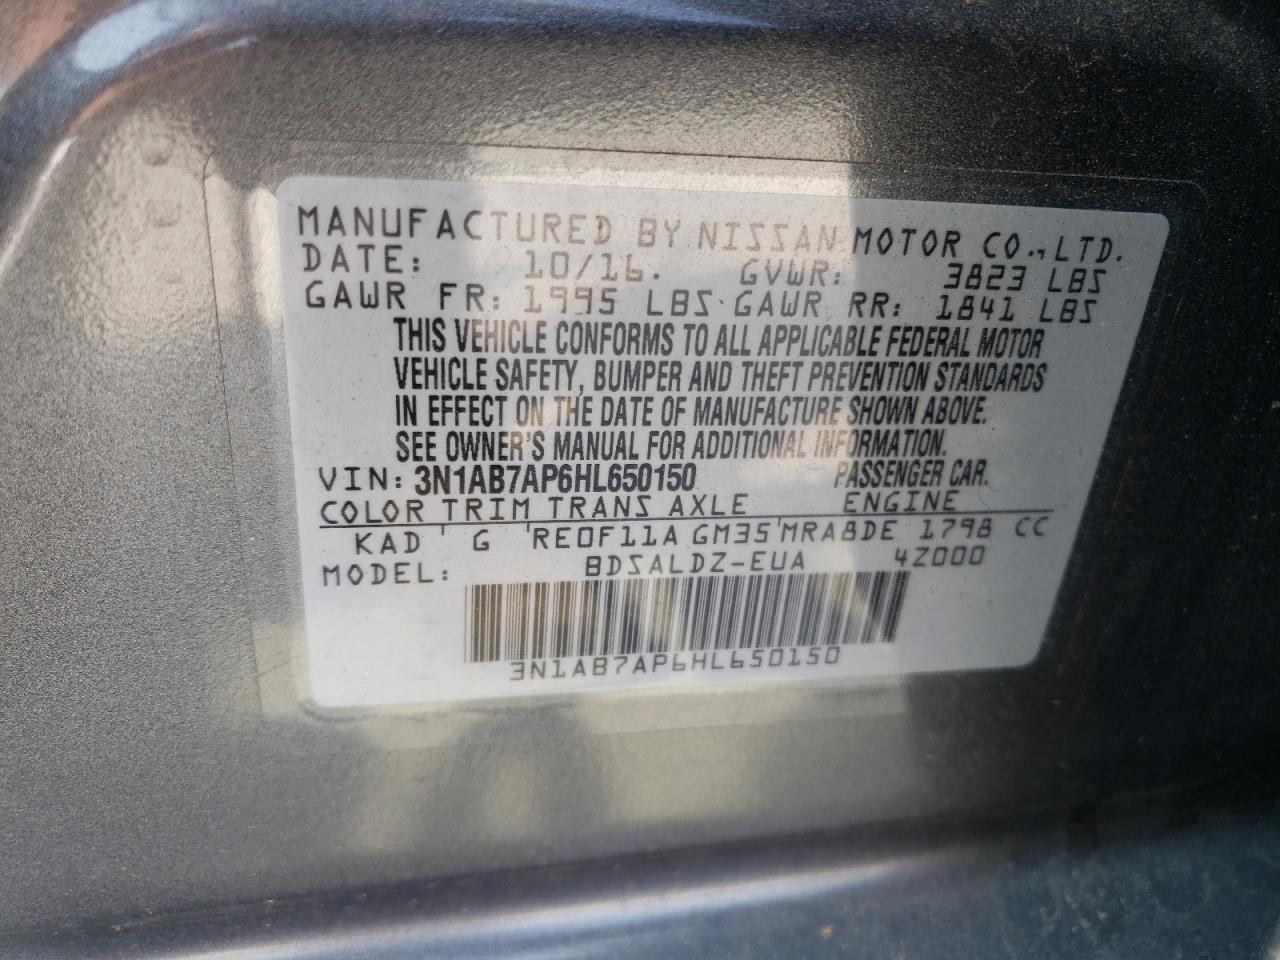 MANUFACTURED BY NISSAN MOTOR CO., LTD.
DATE: 10/16. GVWR: 3823 LBS
GAWR FR: 1995 LBS GAWR RR: 1841 LBS
THIS VEHICLE CONFORMS TO ALL APPLICABLE FEDERAL MOTOR
VEHICLE SAFETY, BUMPER AND THEFT PREVENTION STANDARDS
IN EFFECT ON THE DATE OF MANUFACTURE SHOWN ABOVE.
SEE OWNER'S MANUAL FOR ADDITIONAL INFORMATION.
VIN: 3N1AB7AP6HL650150 PASSENGER CAR.
COLOR TRIM TRANS AXLE ENGINE
KAD ' G ' RE0F11A GM35 ' MRA8DE 1798 CC
MODEL: BDSALDZ-EUA 4Z000
3N1AB7AP6HL650150